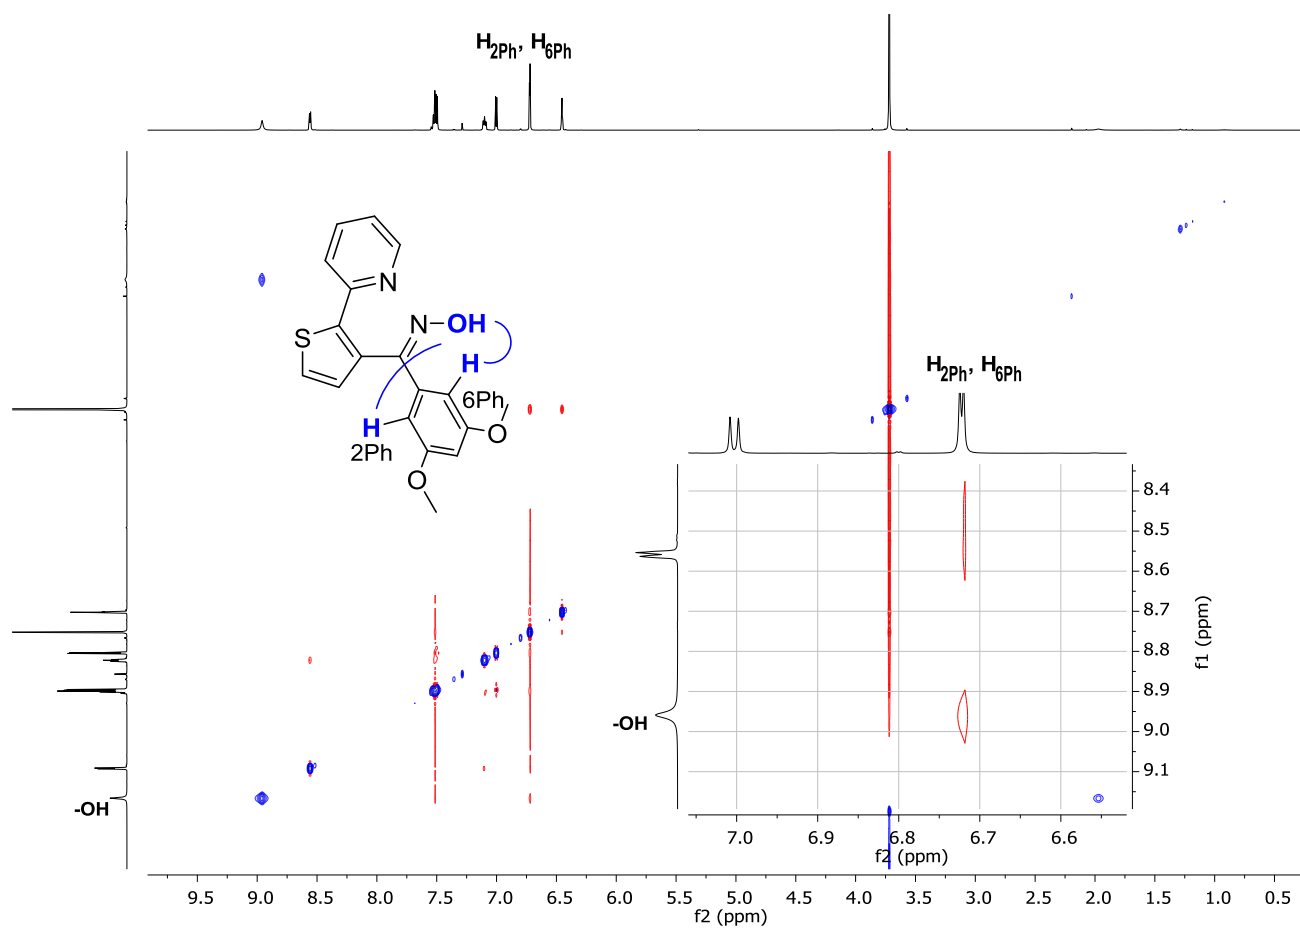 H2Ph, H6Ph
N
S
N
OH
H
6Ph
H
2Ph
O
O
H2Ph, H6Ph
8.4
8.5
8.6
8.7
8.8
8.9
9.0
9.1
f1 (ppm)
-OH
-OH
7.0 6.9 6.8 6.7 6.6
f2 (ppm)
9.5 9.0 8.5 8.0 7.5 7.0 6.5 6.0 5.5 5.0 4.5 4.0 3.5 3.0 2.5 2.0 1.5 1.0 0.5
f2 (ppm)